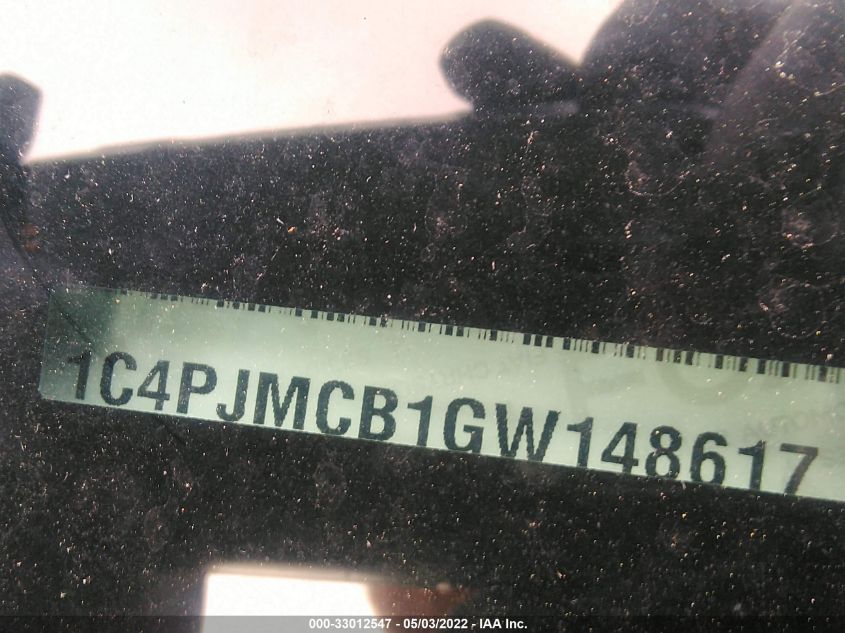 1C4PJMCB1GW148617
000-33012547 - 05/03/2022 - IAA Inc.